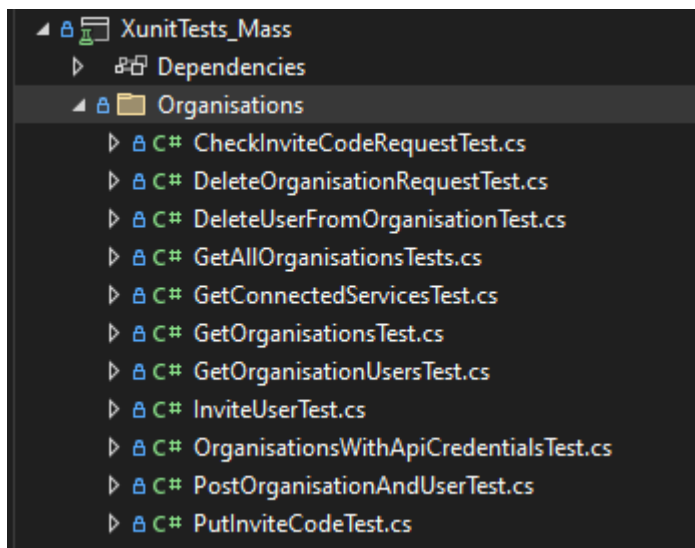 XunitTests_Mass
Dependencies
Organisations
C# CheckInviteCodeRequestTest.cs
C# DeleteOrganisationRequestTest.cs
C# DeleteUserFromOrganisationTest.cs
C# GetAllOrganisationsTests.cs
C# GetConnectedServicesTest.cs
C# GetOrganisationsTest.cs
C# GetOrganisationUsersTest.cs
C# InviteUserTest.cs
C# OrganisationsWithApiCredentialsTest.cs
C# PostOrganisationAndUserTest.cs
C# PutInviteCodeTest.cs